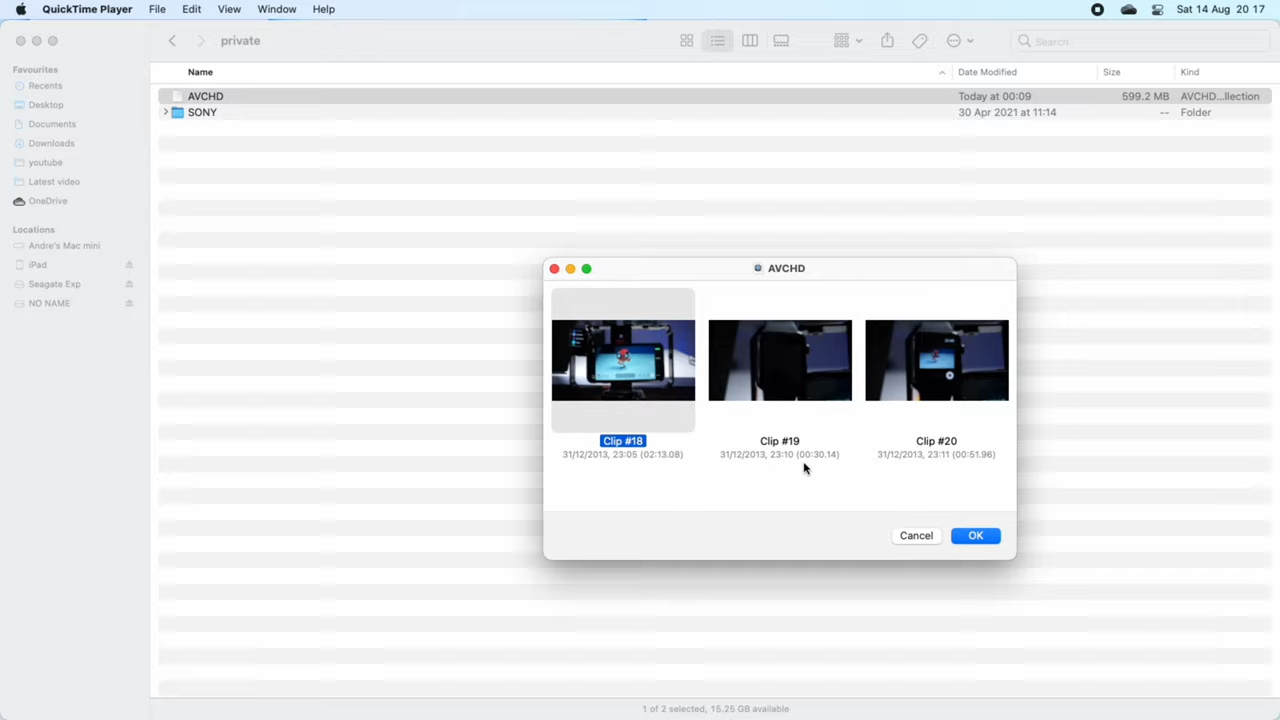 QuickTime Player File Edit View Window Help Sat 14 Aug 20 17
private Search
Favourites
Recents
Desktop
Documents
Downloads
youtube
Latest video
OneDrive
Locations
Andre's Mac mini
iPad
Seagate Exp
NO NAME
Name Date Modified Size Kind
AVCHD Today at 00:09 599.2 MB AVCHD...llection
SONY 30 Apr 2021 at 11:14 -- Folder
AVCHD
Clip #18 Clip #19 Clip #20
31/12/2013, 23:05 (02:13.08) 31/12/2013, 23:10 (00:30.14) 31/12/2013, 23:11 (00:51.96)
Cancel OK
1 of 2 selected, 15.25 GB available